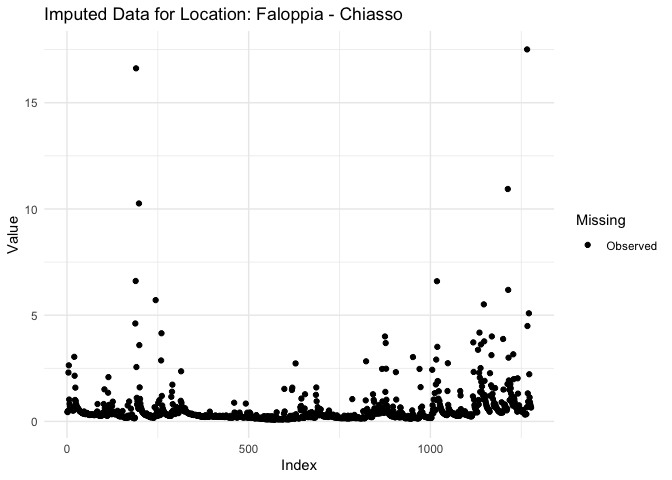 Imputed Data for Location: Faloppia - Chiasso
15
10
5
0
Value
0
500
1000
Index
Missing
Observed